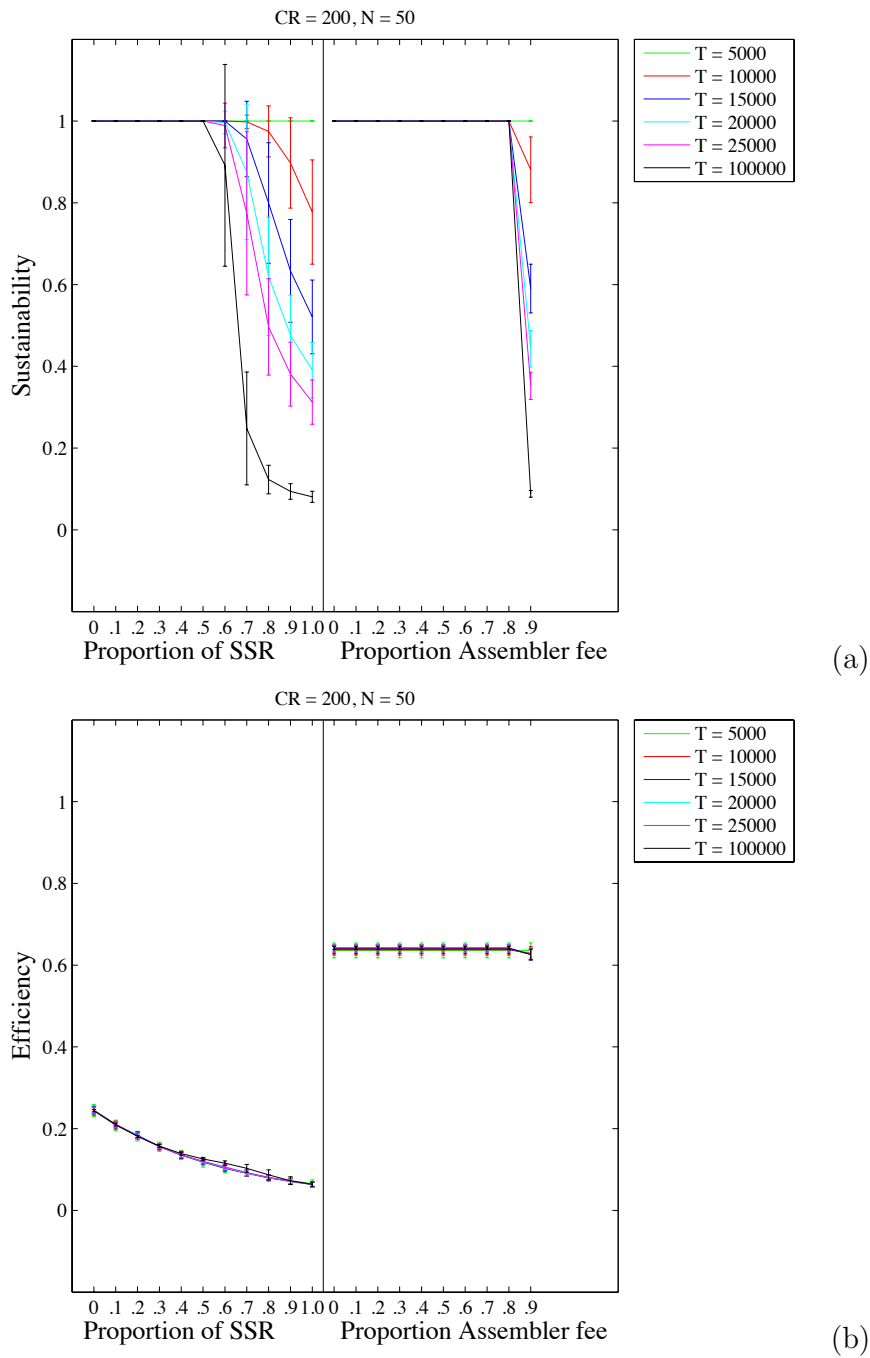 CR = 200, N = 50
T = 5000
T = 10000
T = 15000
T = 20000
T = 25000
T = 100000
Sustainability
1
0.8
0.6
0.4
0.2
0
0 .1 .2 .3 .4 .5 .6 .7 .8 .9 1.0 0 .1 .2 .3 .4 .5 .6 .7 .8 .9
Proportion of SSR Proportion Assembler fee
(a)
CR = 200, N = 50
T = 5000
T = 10000
T = 15000
T = 20000
T = 25000
T = 100000
Efficiency
1
0.8
0.6
0.4
0.2
0
0 .1 .2 .3 .4 .5 .6 .7 .8 .9 1.0 0 .1 .2 .3 .4 .5 .6 .7 .8 .9
Proportion of SSR Proportion Assembler fee
(b)